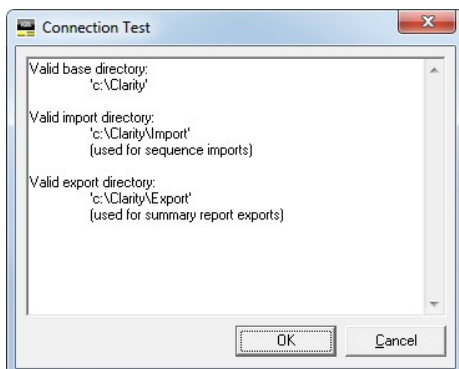 Connection Test
Valid base directory:
'c:\Clarity'
Valid import directory:
'c:\Clarity\Import'
(used for sequence imports)
Valid export directory:
'c:\Clarity\Export'
(used for summary report exports)
OK
Cancel